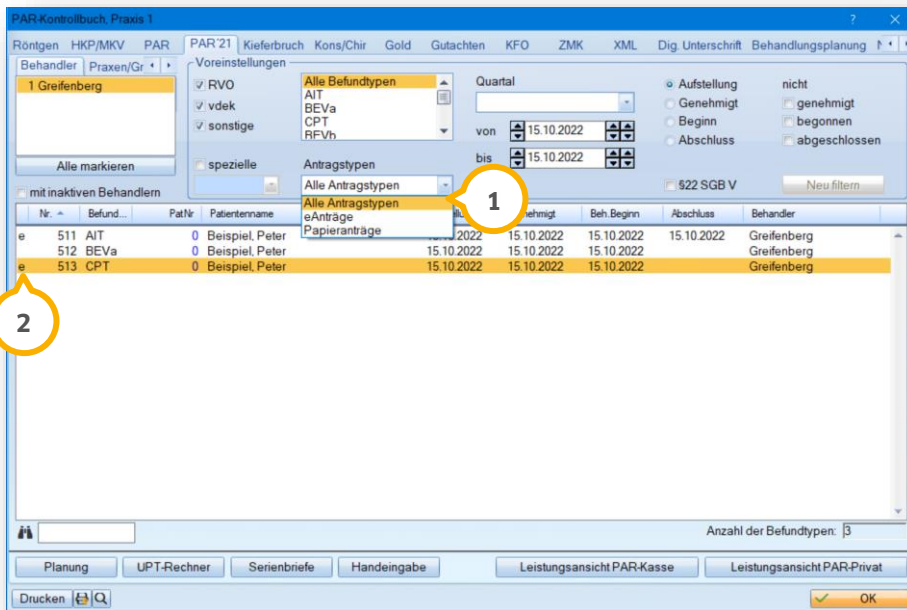 PAR-Kontrollbuch, Praxis 1 ?
Röntgen HKP/MKV PAR PAR'21 Kieferbruch Kons/Chir Gold Gutachten KFO ZMK XML Dig. Unterschrift Behandlungsplanung
Behandler Praxen/Gr
1 Greifenberg
Alle markieren
mit inaktiven Behandlern
Voreinstellungen
RVO
vdek
sonstige
spezielle
Alle Befundtypen
AIT
BEVa
CPT
BEVb
Antragstypen
Alle Antragstypen
Alle Antragstypen
eAnträge
Papieranträge
Quartal
von 15.10.2022
bis 15.10.2022
Aufstellung
Genehmigt
Beginn
Abschluss
nicht
genehmigt
begonnen
abgeschlossen
§22 SGB V
Neu filtern
1
Nr. Befund... PatNr Patientenname Beh.Beginn Abschluss Behandler
e 511 AIT 0 Beispiel, Peter 15.10.2022 15.10.2022 15.10.2022 15.10.2022 Greifenberg
512 BEVa 0 Beispiel, Peter 15.10.2022 15.10.2022 15.10.2022 Greifenberg
e 513 CPT 0 Beispiel, Peter 15.10.2022 15.10.2022 15.10.2022 Greifenberg
2
Anzahl der Befundtypen: 3
Planung UPT-Rechner Serienbriefe Handeingabe Leistungsansicht PAR-Kasse Leistungsansicht PAR-Privat
Drucken OK